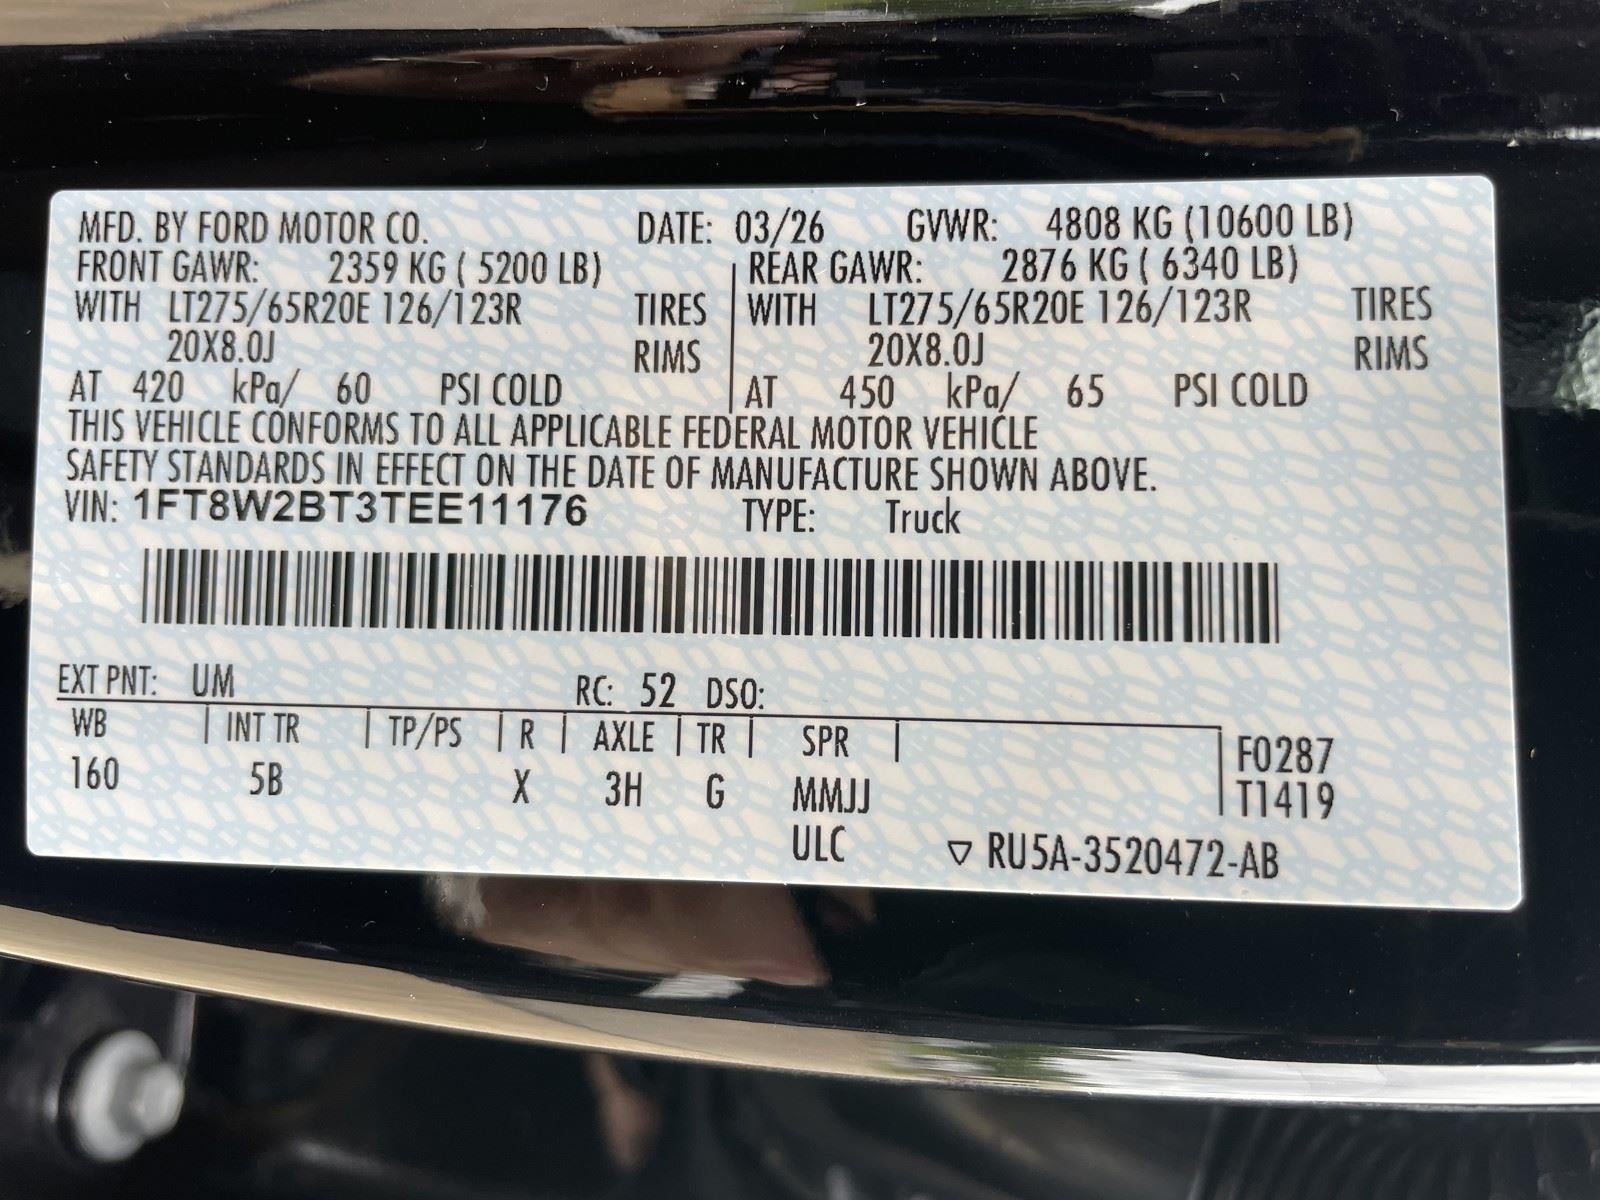 MFD. BY FORD MOTOR CO. DATE: 03/26 GVWR: 4808 KG (10600 LB)
FRONT GAWR: 2359 KG ( 5200 LB) REAR GAWR: 2876 KG ( 6340 LB)
WITH LT275/65R20E 126/123R TIRES WITH LT275/65R20E 126/123R TIRES
20X8.0J RIMS 20X8.0J RIMS
AT 420 kPa/ 60 PSI COLD AT 450 kPa/ 65 PSI COLD
THIS VEHICLE CONFORMS TO ALL APPLICABLE FEDERAL MOTOR VEHICLE
SAFETY STANDARDS IN EFFECT ON THE DATE OF MANUFACTURE SHOWN ABOVE.
VIN: 1FT8W2BT3TEE11176 TYPE: Truck
EXT PNT: UM RC: 52 DSO:
WB INT TR TP/PS R AXLE TR SPR F0287
160 5B X 3H G MMJJ T1419
ULC ▽ RU5A-3520472-AB